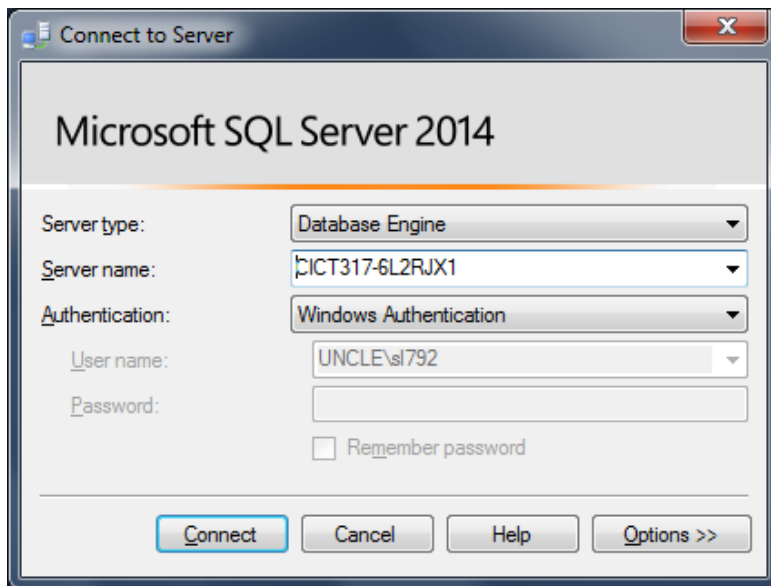 Connect to Server
Microsoft SQL Server 2014
Server type: Database Engine
Server name: CICT317-6L2RJX1
Authentication: Windows Authentication
User name: UNCLE\sl792
Password:
Remember password
Connect Cancel Help Options >>